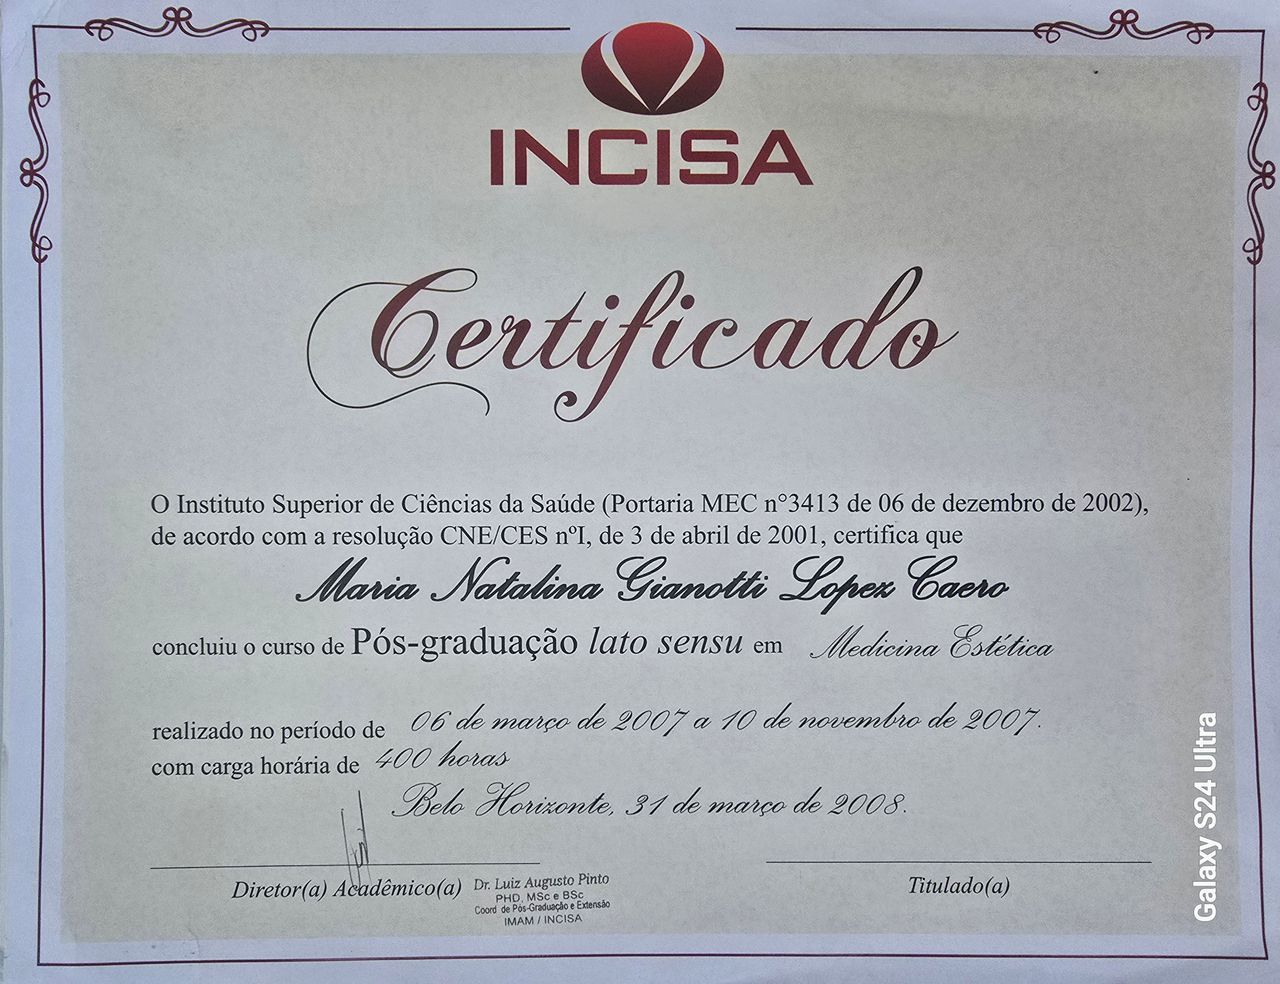 INCISA
Certificado
O Instituto Superior de Ciências da Saúde (Portaria MEC n°3413 de 06 de dezembro de 2002),
de acordo com a resolução CNE/CES nºI, de 3 de abril de 2001, certifica que
Maria Natalina Gianotti Lopez Caero
concluiu o curso de Pós-graduação lato sensu em Medicina Estética
realizado no período de 06 de março de 2007 a 10 de novembro de 2007.
com carga horária de 400 horas
Belo Horizonte, 31 de março de 2008.
Diretor(a) Acadêmico(a)
Dr. Luiz Augusto Pinto
PHD, MSc e BSc
Coord de Pós-Graduação e Extensão
IMAM / INCISA
Titulado(a)
Galaxy S24 Ultra